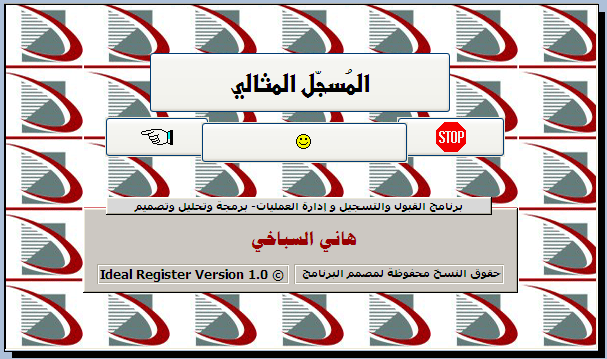 المُسجّل المثالي
STOP
برنامج القبول والتسجيل و إدارة العمليات- برمجة وتحليل وتصميم
هاني السباخي
حقوق النسخ محفوظة لمصمم البرنامج
Ideal Register Version 1.0 ©